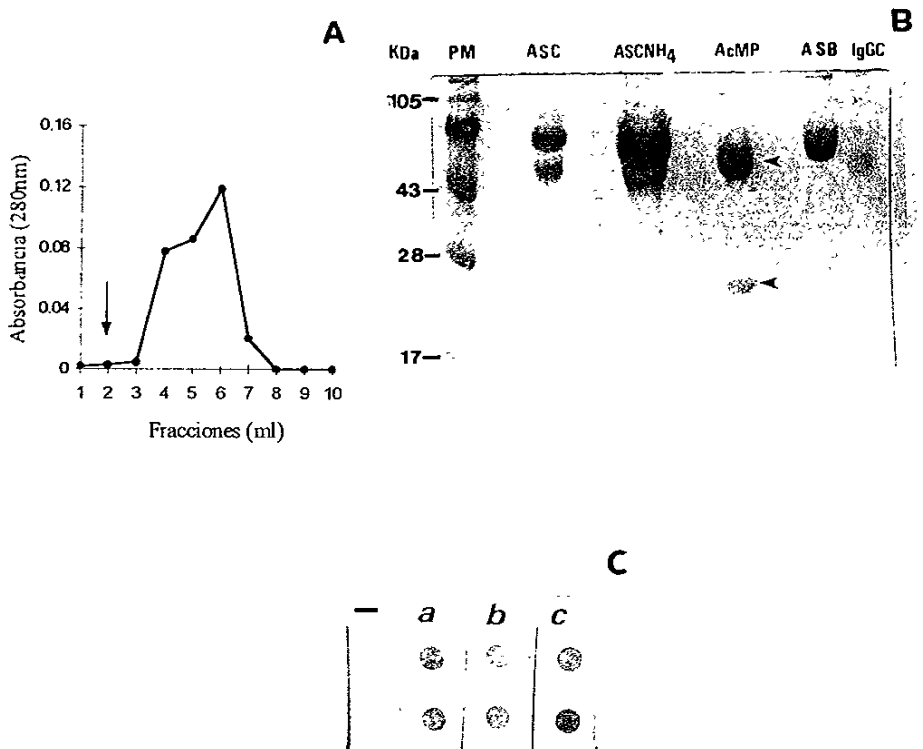 A
B
KDa PM ASC ASCNH4 AcMP ASB IgGC
105
43
28
17
0.16
0.12
0.08
0.04
0
Absorbancia (280nm)
1 2 3 4 5 6 7 8 9 10
Fracciones (ml)
C
– a b c